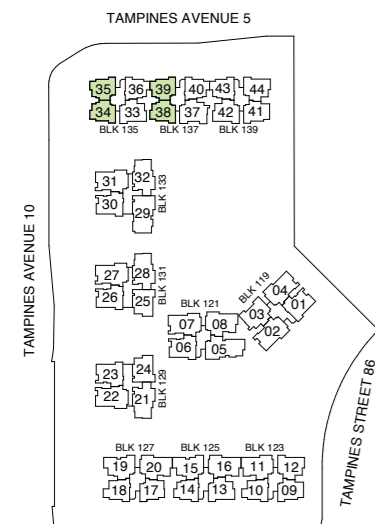 TAMPINES AVENUE 5
35 36 39 40 43 44
34 33 38 37 42 41
BLK 135 BLK 137 BLK 139
TAMPINES AVENUE 10
31 32
30 29
BLK 133
27 28
26 25
BLK 131
BLK 121
07 08
06 05
BLK 119
04
03 01
02
23 24
22 21
BLK 129
TAMPINES STREET 86
BLK 127 BLK 125 BLK 123
19 20 15 16 11 12
18 17 14 13 10 09